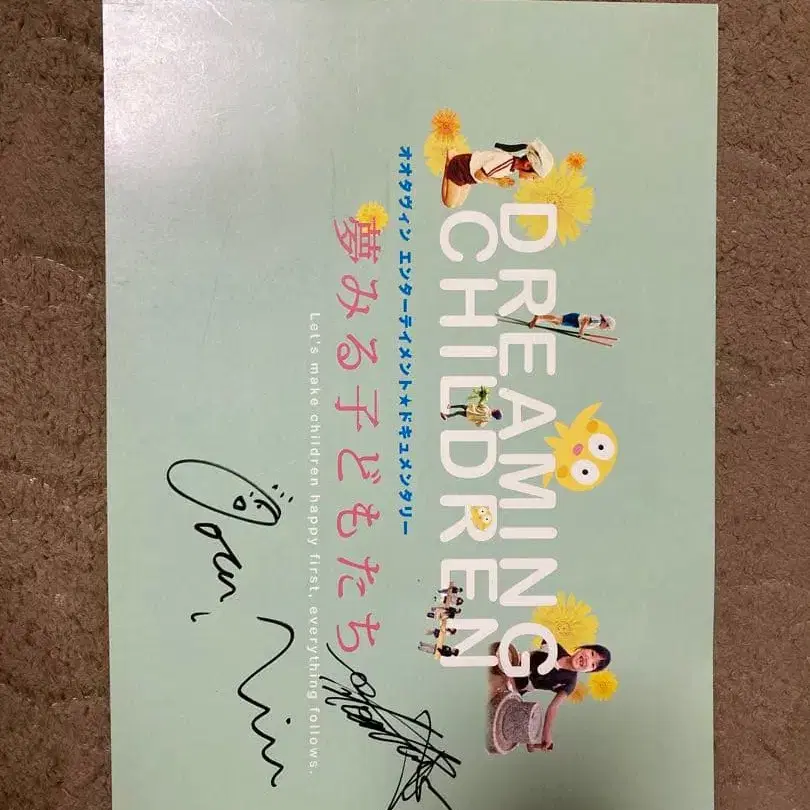 DREAMING
CHILDREN
オオタヴィン エンターテイメント★ドキュメンタリー
夢みる子どもたち
Let's make children happy first, everything follows.